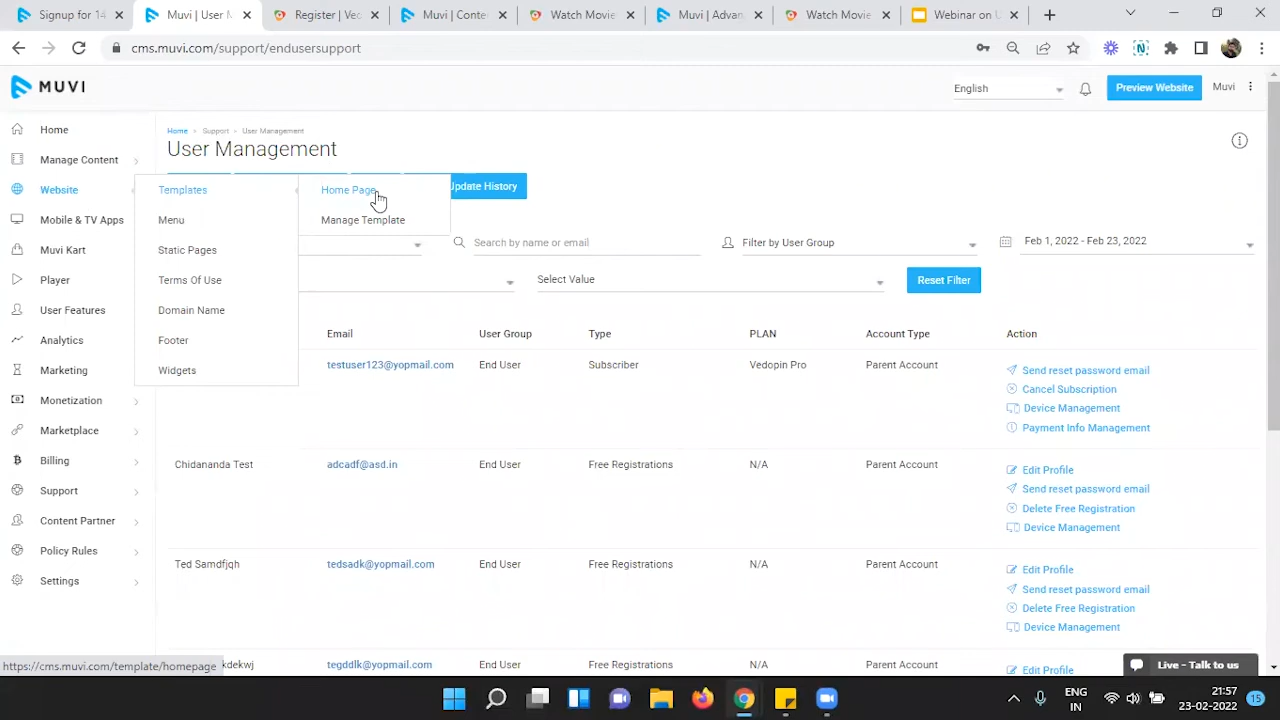 Signup for 14
Muvi | User M
Register | Vec
Muvi | Conte
Watch Movie
Muvi | Advan
Watch Movie
Webinar on U
cms.muvi.com/support/endusersupport
MUVI
English
Preview Website
Muvi
Home
Manage Content
Website
Mobile & TV Apps
Muvi Kart
Player
User Features
Analytics
Marketing
Monetization
Marketplace
Billing
Support
Content Partner
Policy Rules
Settings
Home
Support
User Management
User Management
Templates
Menu
Static Pages
Terms Of Use
Domain Name
Footer
Widgets
Home Page
Manage Template
Update History
Search by name or email
Filter by User Group
Feb 1, 2022 - Feb 23, 2022
Select Value
Reset Filter
Email
User Group
Type
PLAN
Account Type
Action
testuser123@yopmail.com
End User
Subscriber
Vedopin Pro
Parent Account
Send reset password email
Cancel Subscription
Device Management
Payment Info Management
Chidananda Test
adcadf@asd.in
End User
Free Registrations
N/A
Parent Account
Edit Profile
Send reset password email
Delete Free Registration
Device Management
Ted Samdfjqh
tedsadk@yopmail.com
End User
Free Registrations
N/A
Parent Account
Edit Profile
Send reset password email
Delete Free Registration
Device Management
kdekwj
tegddlk@yopmail.com
End User
Free Registrations
N/A
Parent Account
Edit Profile
https://cms.muvi.com/template/homepage
Live - Talk to us
ENG
IN
21:57
23-02-2022
15